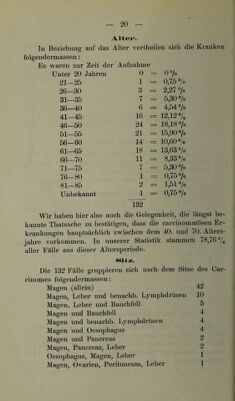 — 20 —
Alter.
In Beziehung auf das Alter vertheilen sich die Kranken
folgendermassen:
Es waren zur Zeit der Aufnahme
Unter 20 Jahren 0 = 0%
21—25 1 = 0,75%
26—30 3 = 2,27%
31—35 7 = 5,30%
36—40 6 = 4,54%
41—45 16 = 12,12%
46—50 24 = 18,18%
51—55 21 = 15,90%
56—60 14 = 10,60%
61—65 18 = 13,63%
66—70 11 = 8,33%
71—75 7 = 5,30%
76—80 1 = 0,75%
81—85 2 = 1,51%
Unbekannt 1 = 0,75%
132
Wir haben hier also auch die Gelegenheit, die längst be-
kannte Thatsache zu bestätigen, dass die carcinomatösen Er-
krankungen hauptsächlich zwischen dem 40. und 70. Alters-
jahre vorkommen. In unserer Statistik stammen 78,76%
aller Fälle aus dieser Altersperiode.
Sitz.
Die 132 Fälle gruppieren sich nach dem Sitze des Car-
cinomes folgendermassen:
Magen (allein) 42
Magen, Leber und benachb. Lymphdrüsen 10
Magen, Leber und Bauchfell 5
Magen und Bauchfell 4
Magen und benachb. Lymphdrüsen 4
Magen und Oesophagus 4
Magen und Pancreas 2
Magen, Pancreas, Leber 2
Oesophagus, Magen, Leber 1
Magen, Ovarien, Peritoneum, Leber 1